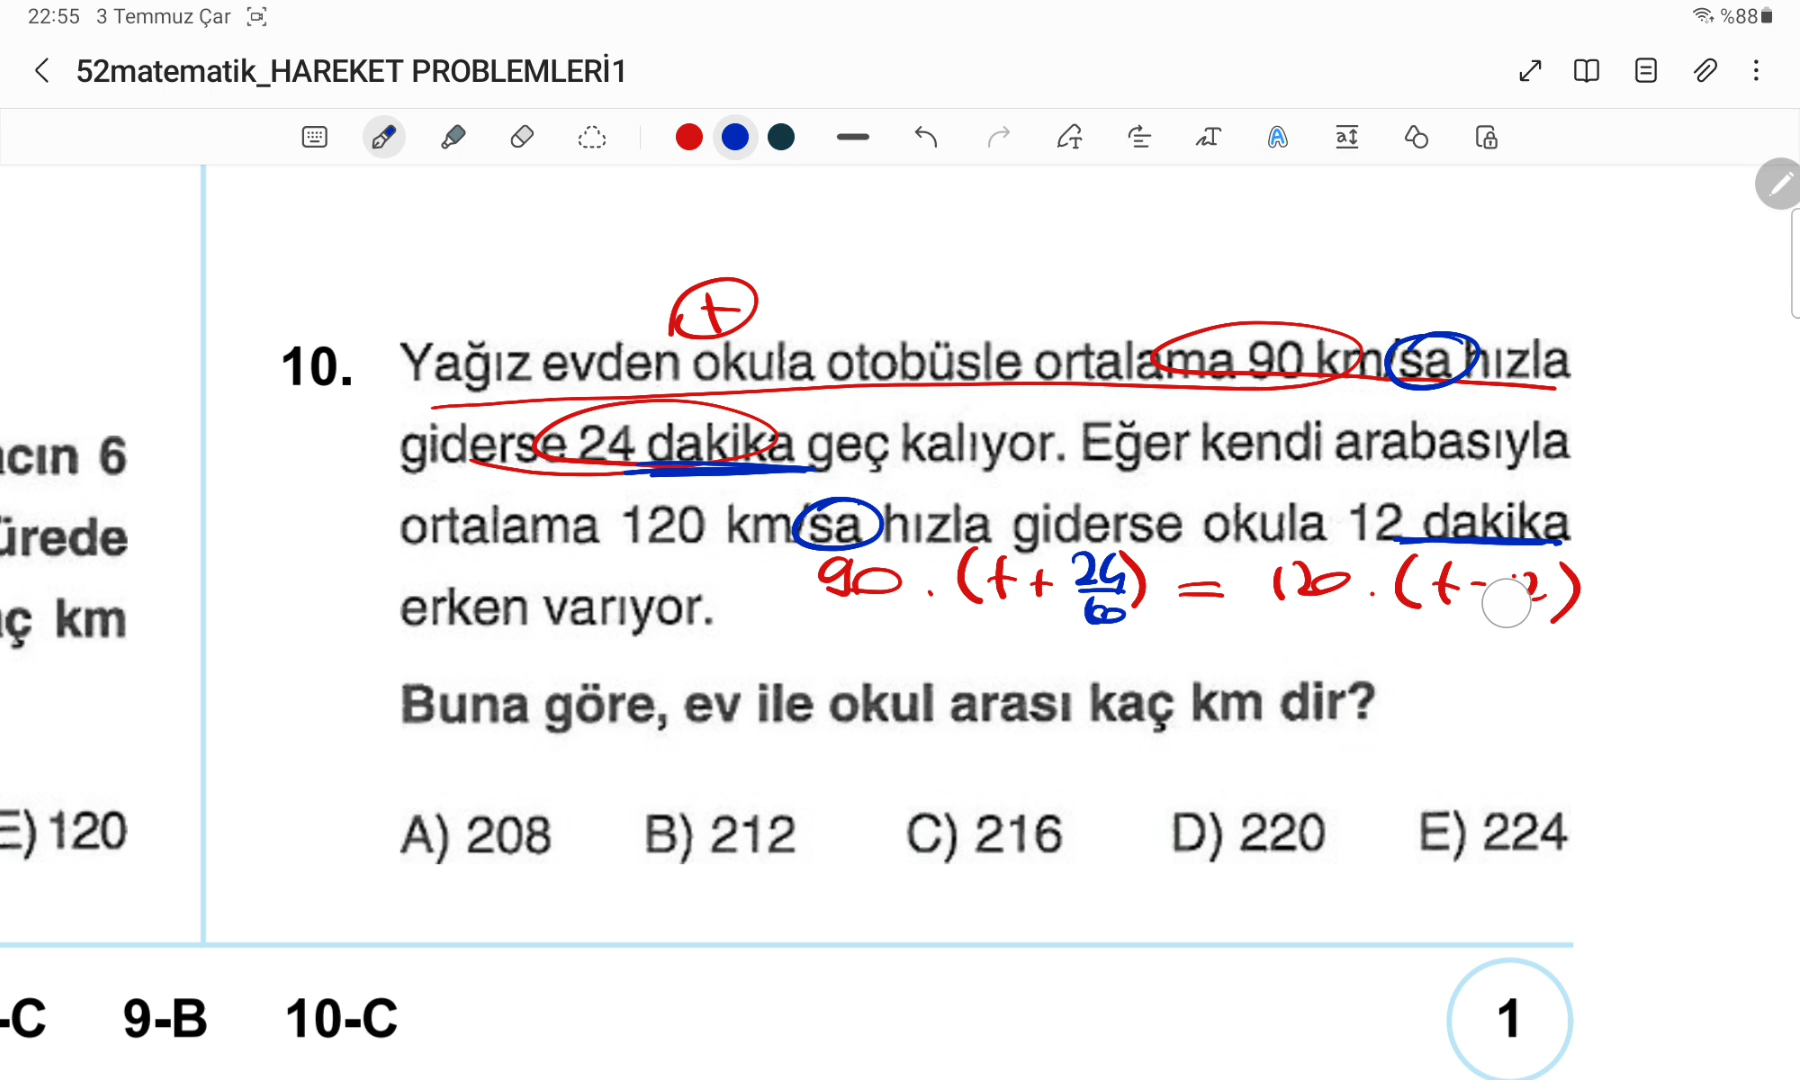 22:55 3 Temmuz Çar %88
52matematik_HAREKET PROBLEMLERİ1
t
10. Yağız evden okula otobüsle ortalama 90 km/sa hızla
giderse 24 dakika geç kalıyor. Eğer kendi arabasıyla
ortalama 120 km/sa hızla giderse okula 12 dakika
erken varıyor.
90 . (t + 24/60) = 120 . (t - 12)
Buna göre, ev ile okul arası kaç km dir?
A) 208 B) 212 C) 216 D) 220 E) 224
cın 6
ürede
ç km
E) 120
-C 9-B 10-C
1